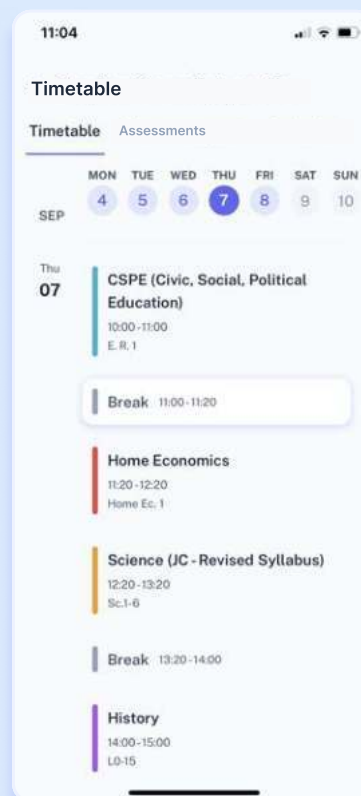 11:04
Timetable
Timetable Assessments
MON TUE WED THU FRI SAT SUN
SEP 4 5 6 7 8 9 10
Thu
07
CSPE (Civic, Social, Political
Education)
10:00-11:00
E. R. 1
Break 11:00-11:20
Home Economics
11:20-12:20
Home Ec. 1
Science (JC - Revised Syllabus)
12:20-13:20
Sc.1-6
Break 13:20-14:00
History
14:00-15:00
L0-15